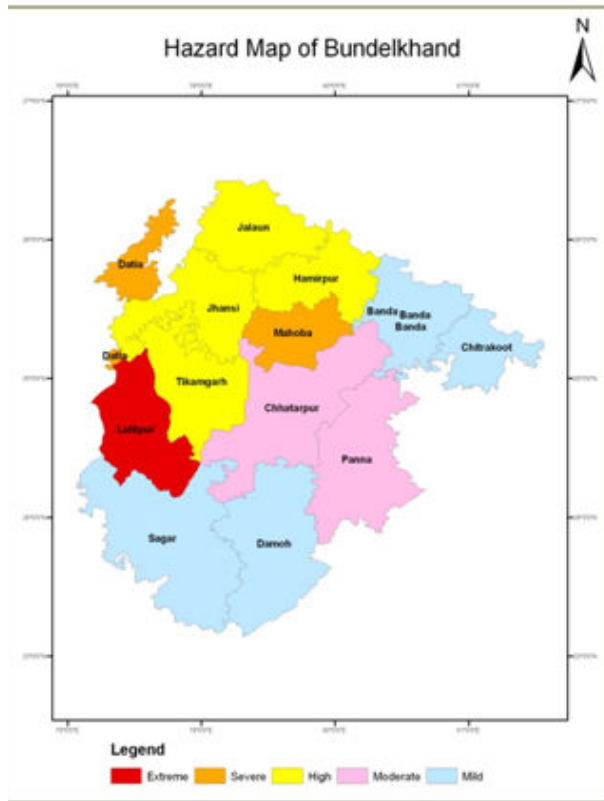 Hazard Map of Bundelkhand
N
Jalaun
Datia
Hamirpur
Jhansi
Banda
Banda
Banda
Mahoba
Chitrakoot
Datia
Tikamgarh
Chhatarpur
Lalitpur
Panna
Sagar
Damoh
Legend
Extreme Severe High Moderate Mild